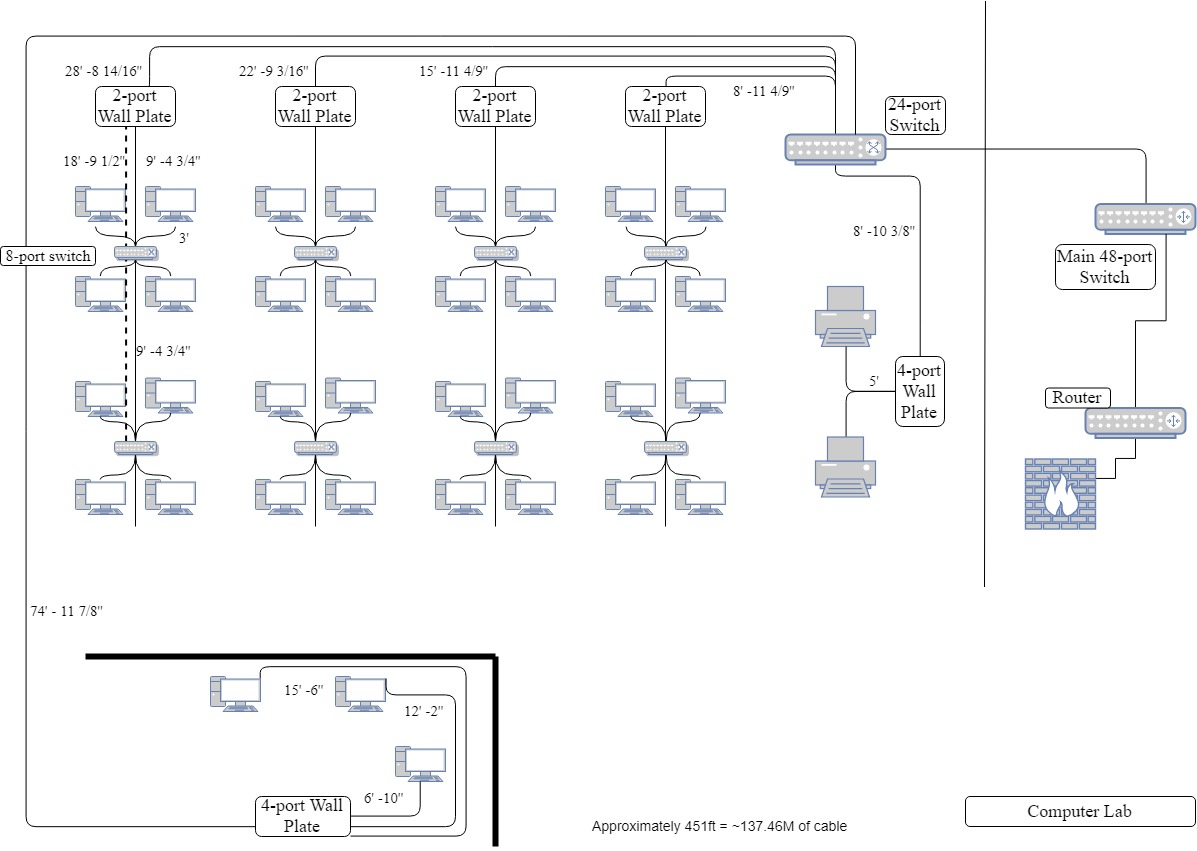 28' -8 14/16"
22' -9 3/16"
15' -11 4/9"
8' -11 4/9"
2-port
Wall Plate
2-port
Wall Plate
2-port
Wall Plate
2-port
Wall Plate
24-port
Switch
18' -9 1/2"
9' -4 3/4"
3'
8-port switch
8' -10 3/8"
Main 48-port
Switch
9' -4 3/4"
5'
4-port
Wall
Plate
Router
74' - 11 7/8"
15' -6"
12' -2"
6' -10"
4-port Wall
Plate
Approximately 451ft = ~137.46M of cable
Computer Lab